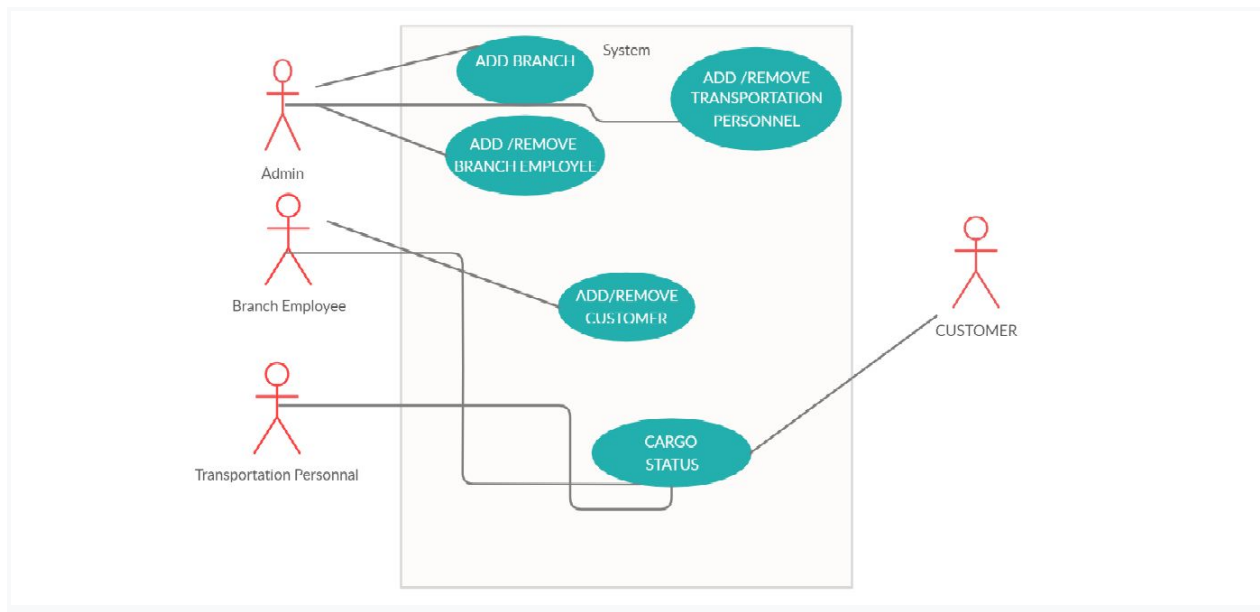 System
ADD BRANCH
ADD /REMOVE
TRANSPORTATION
PERSONNEL
ADD /REMOVE
BRANCH EMPLOYEE
Admin
ADD/REMOVE
CUSTOMER
Branch Employee
CUSTOMER
CARGO
STATUS
Transportation Personnal